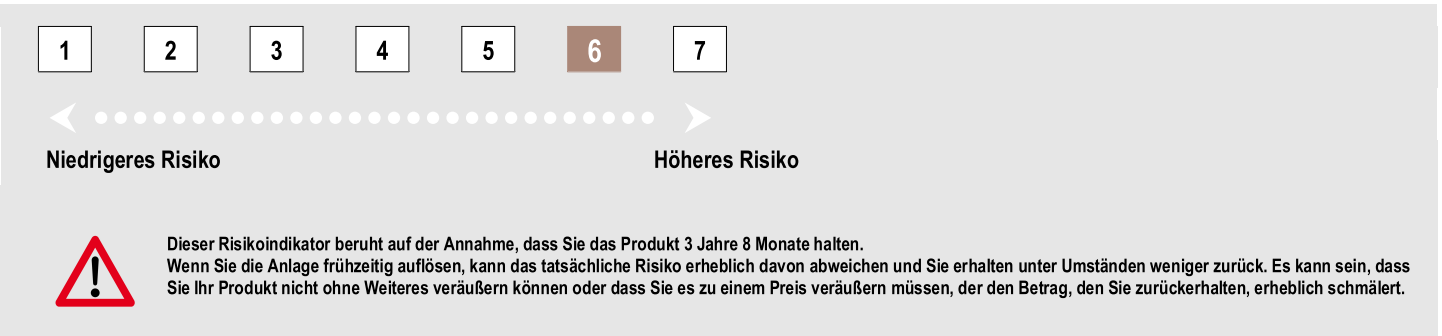 1 2 3 4 5 6 7
Niedrigeres Risiko Höheres Risiko
Dieser Risikoindikator beruht auf der Annahme, dass Sie das Produkt 3 Jahre 8 Monate halten.
Wenn Sie die Anlage frühzeitig auflösen, kann das tatsächliche Risiko erheblich davon abweichen und Sie erhalten unter Umständen weniger zurück. Es kann sein, dass
Sie Ihr Produkt nicht ohne Weiteres veräußern können oder dass Sie es zu einem Preis veräußern müssen, der den Betrag, den Sie zurückerhalten, erheblich schmälert.